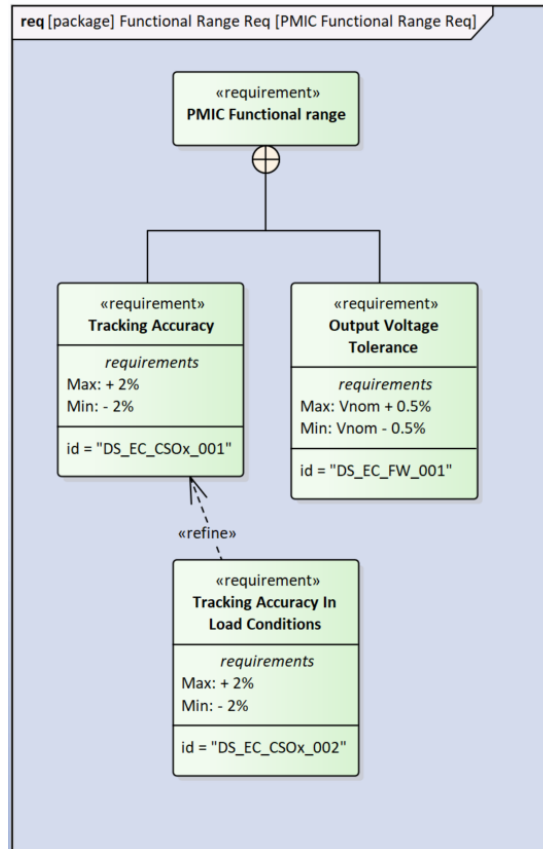 req [package] Functional Range Req [PMIC Functional Range Req]
«requirement»
PMIC Functional range
«requirement»
Tracking Accuracy
requirements
Max: + 2%
Min: - 2%
id = "DS_EC_CSOx_001"
«requirement»
Output Voltage
Tolerance
requirements
Max: Vnom + 0.5%
Min: Vnom - 0.5%
id = "DS_EC_FW_001"
«refine»
«requirement»
Tracking Accuracy In
Load Conditions
requirements
Max: + 2%
Min: - 2%
id = "DS_EC_CSOx_002"